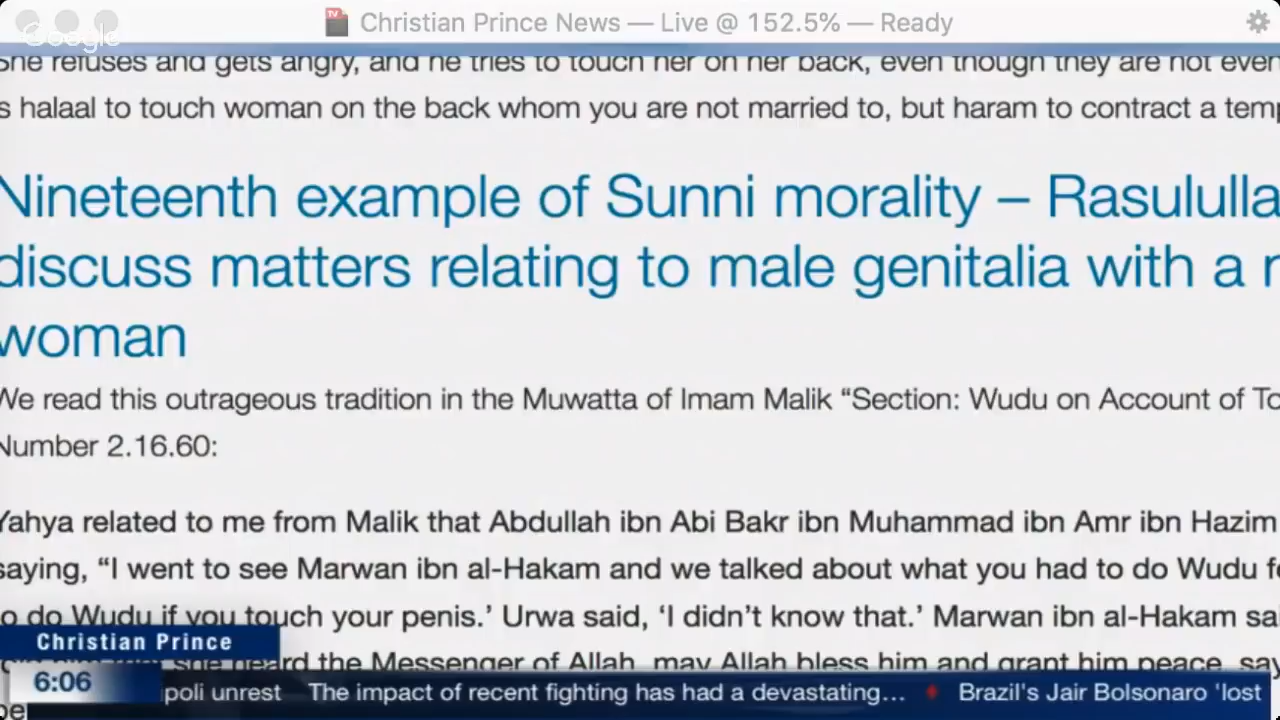 Christian Prince News — Live @ 152.5% — Ready
Google
She refuses and gets angry, and he tries to touch her on her back, even though they are not even
s halaal to touch woman on the back whom you are not married to, but haram to contract a temp
Nineteenth example of Sunni morality – Rasululla
discuss matters relating to male genitalia with a
woman
We read this outrageous tradition in the Muwatta of Imam Malik “Section: Wudu on Account of To
Number 2.16.60:
Yahya related to me from Malik that Abdullah ibn Abi Bakr ibn Muhammad ibn Amr ibn Hazim
saying, “I went to see Marwan ibn al-Hakam and we talked about what you had to do Wudu f
to do Wudu if you touch your penis.’ Urwa said, ‘I didn’t know that.’ Marwan ibn al-Hakam sa
she heard the Messenger of Allah, may Allah bless him and grant him peace, say
Christian Prince
6:06
poli unrest The impact of recent fighting has had a devastating... Brazil's Jair Bolsonaro 'lost
pe